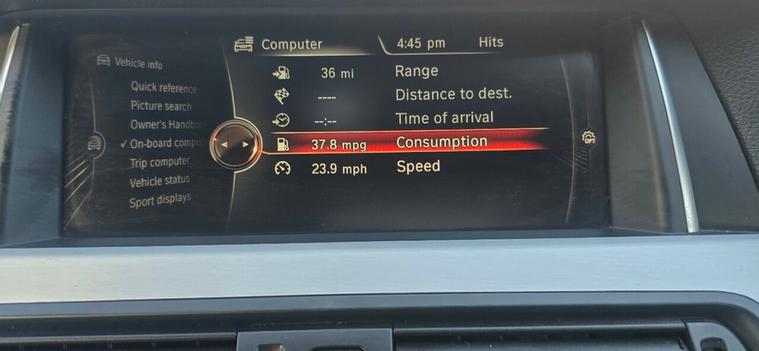 Computer 4:45 pm Hits
Vehicle info
Quick reference
Picture search
Owner's Handbook
✓ On-board compu
Trip computer
Vehicle status
Sport displays
36 mi Range
---- Distance to dest.
--:-- Time of arrival
37.8 mpg Consumption
23.9 mph Speed
OPT